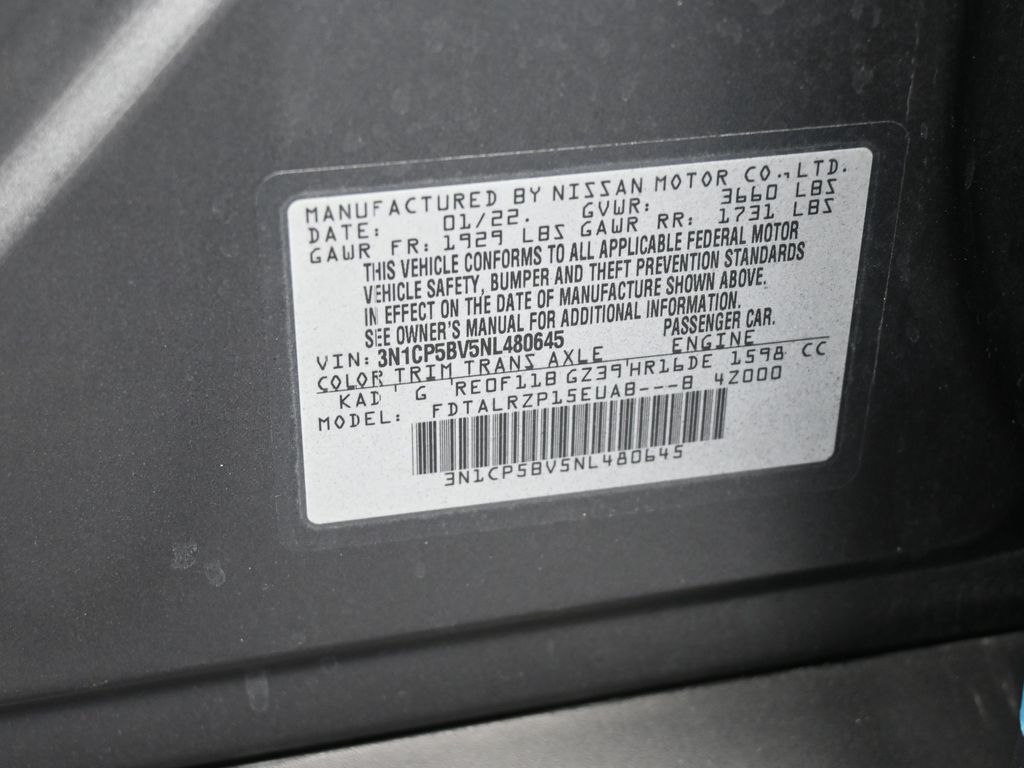 MANUFACTURED BY NISSAN MOTOR CO.,LTD.
DATE: 01/22. GVWR: 3660 LBS
GAWR FR: 1929 LBS GAWR RR: 1731 LBS
THIS VEHICLE CONFORMS TO ALL APPLICABLE FEDERAL MOTOR
VEHICLE SAFETY, BUMPER AND THEFT PREVENTION STANDARDS
IN EFFECT ON THE DATE OF MANUFACTURE SHOWN ABOVE.
SEE OWNER'S MANUAL FOR ADDITIONAL INFORMATION.
VIN: 3N1CP5BV5NL480645 PASSENGER CAR.
COLOR TRIM TRANS AXLE ENGINE
KAD G RE0F11B GZ39 HR16DE 1598 CC
MODEL: FDTALRZP15EUAB---B 4Z000
3N1CP5BV5NL480645